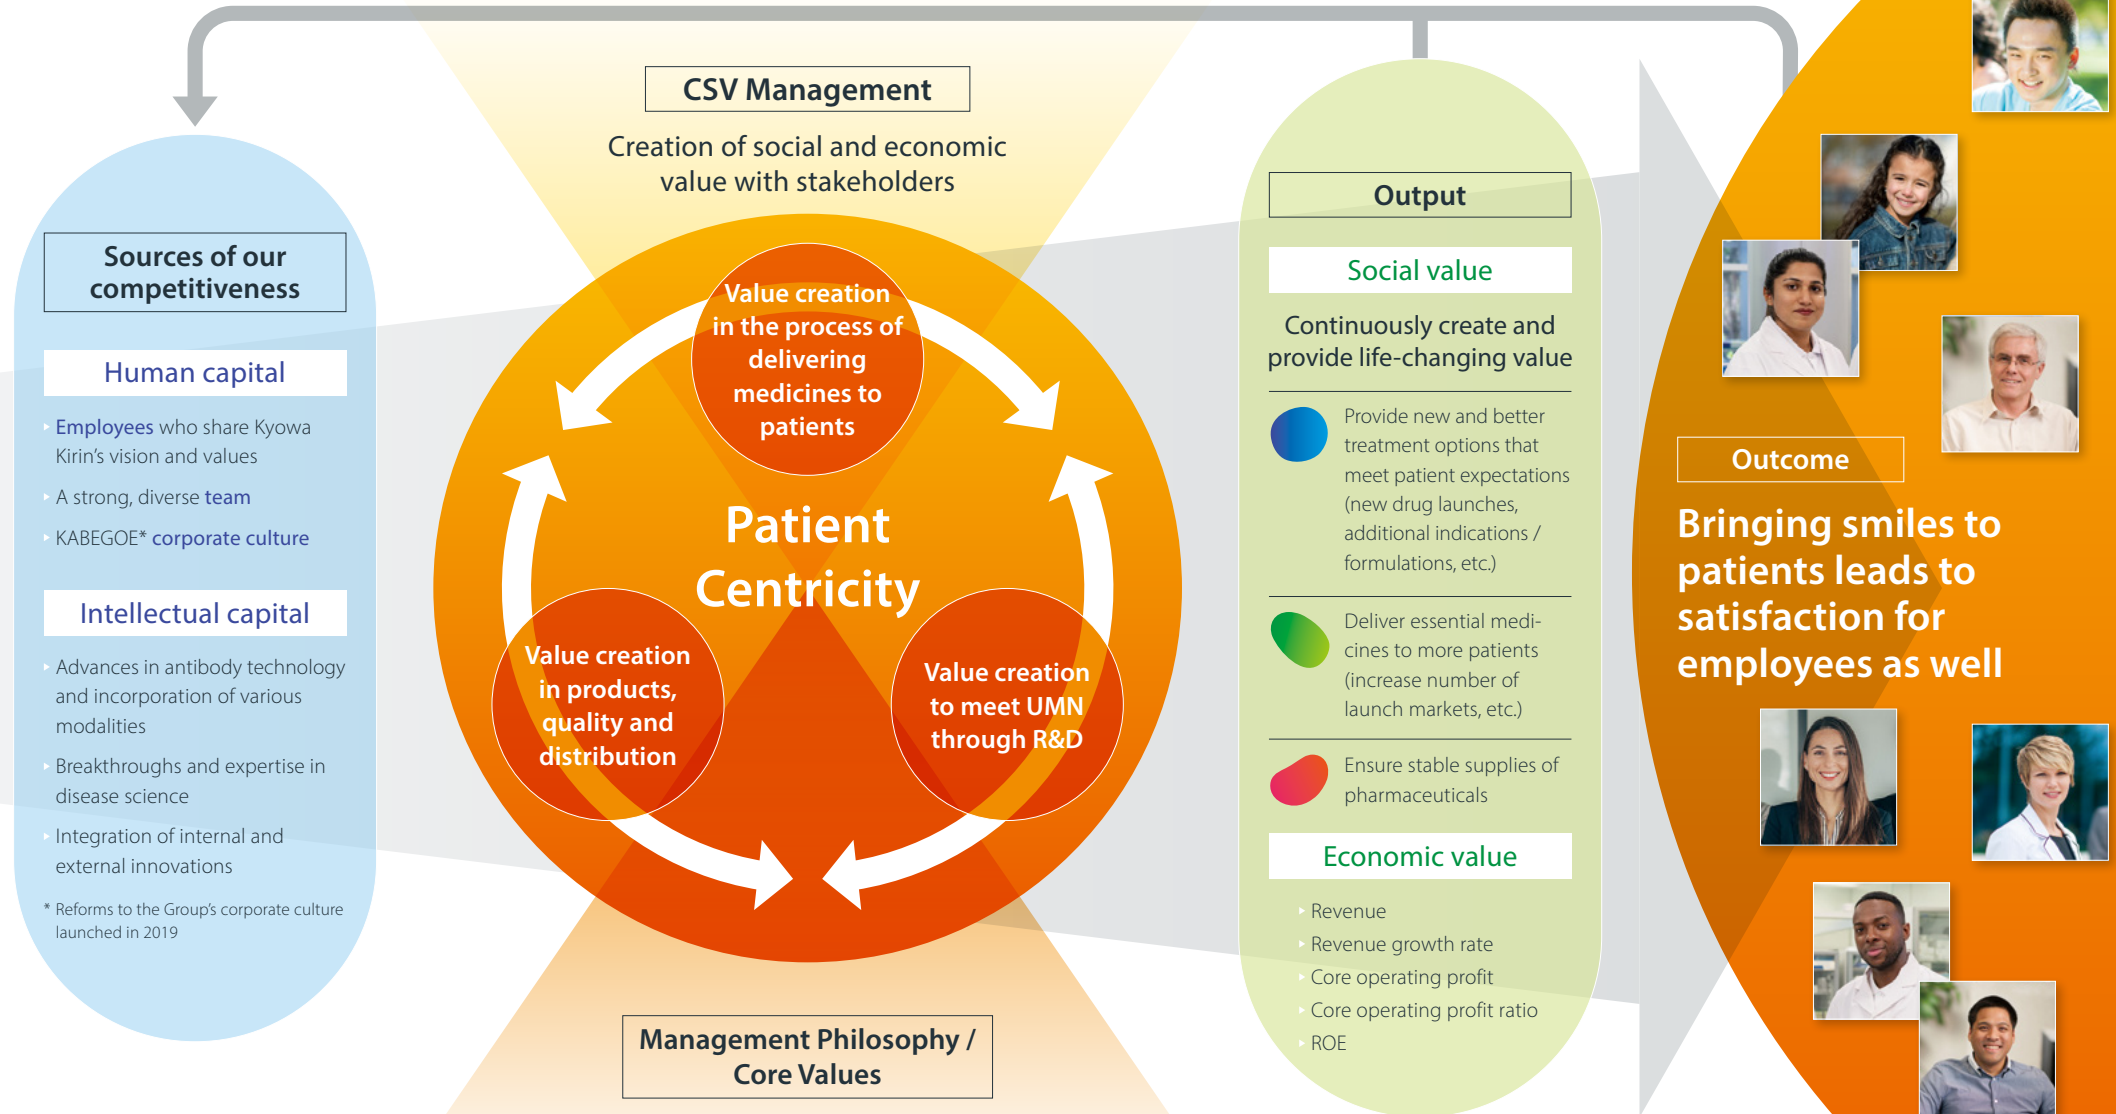 Sources of our
competitiveness
Human capital
Employees who share Kyowa
Kirin’s vision and values
A strong, diverse team
KABEGOE* corporate culture
Intellectual capital
Advances in antibody technology
and incorporation of various
modalities
Breakthroughs and expertise in
disease science
Integration of internal and
external innovations
* Reforms to the Group’s corporate culture
launched in 2019
CSV Management
Creation of social and economic
value with stakeholders
Value creation
in the process of
delivering
medicines to
patients
Patient
Centricity
Value creation
in products,
quality and
distribution
Value creation
to meet UMN
through R&D
Management Philosophy /
Core Values
Output
Social value
Continuously create and
provide life-changing value
Provide new and better
treatment options that
meet patient expectations
(new drug launches,
additional indications /
formulations, etc.)
Deliver essential medi-
cines to more patients
(increase number of
launch markets, etc.)
Ensure stable supplies of
pharmaceuticals
Economic value
Revenue
Revenue growth rate
Core operating profit
Core operating profit ratio
ROE
Outcome
Bringing smiles to
patients leads to
satisfaction for
employees as well